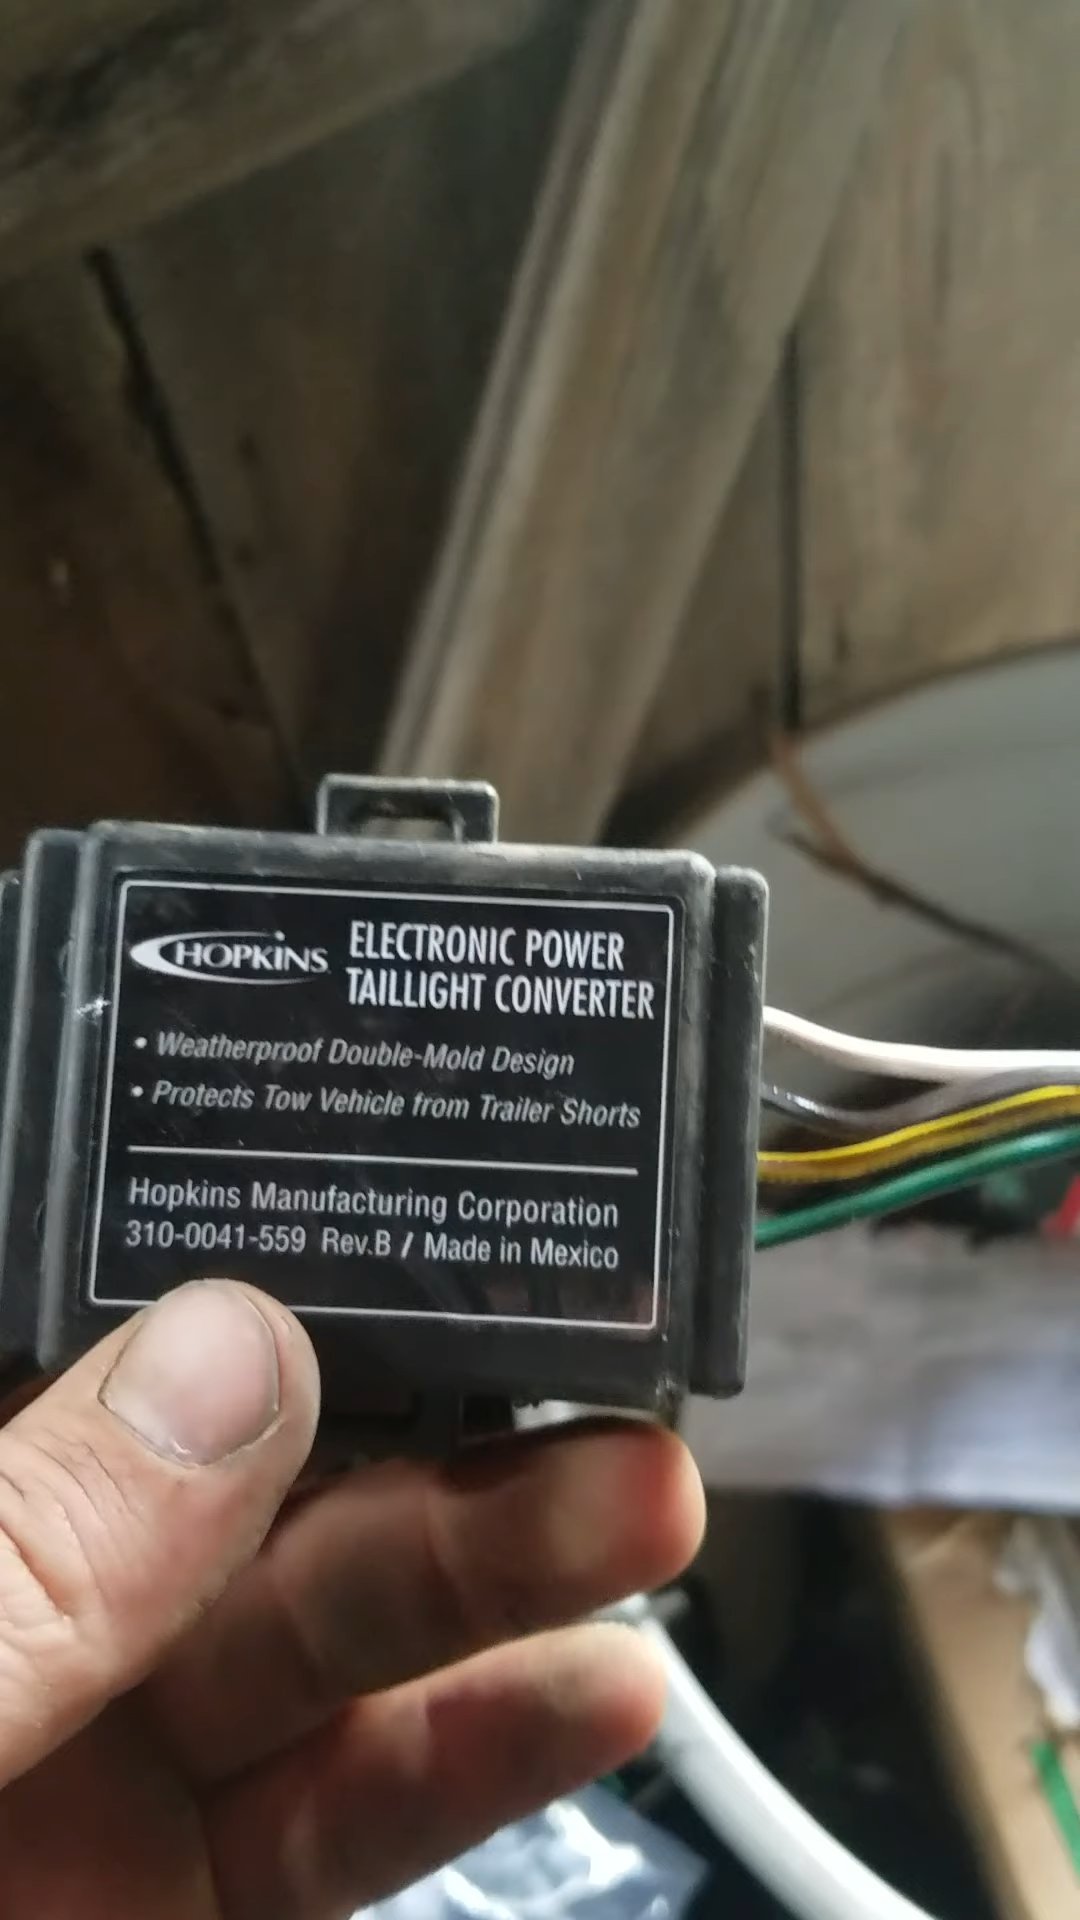 HOPKINS
ELECTRONIC POWER
TAILLIGHT CONVERTER
• Weatherproof Double-Mold Design
• Protects Tow Vehicle from Trailer Shorts
Hopkins Manufacturing Corporation
310-0041-559 Rev.B / Made in Mexico